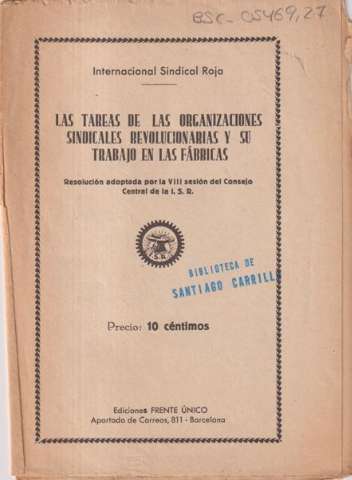 BSC-05469,27
Internacional Sindical Roja
LAS TAREAS DE LAS ORGANIZACIONES
SINDICALES REVOLUCIONARIAS Y SU
TRABAJO EN LAS FÁBRICAS
Resolución adoptada por la VIII sesión del Consejo
Central de la I. S. R.
I.S.R.
BIBLIOTECA DE
SANTIAGO CARRILLO
Precio: 10 céntimos
Ediciones FRENTE ÚNICO
Apartado de Correos, 811 - Barcelona